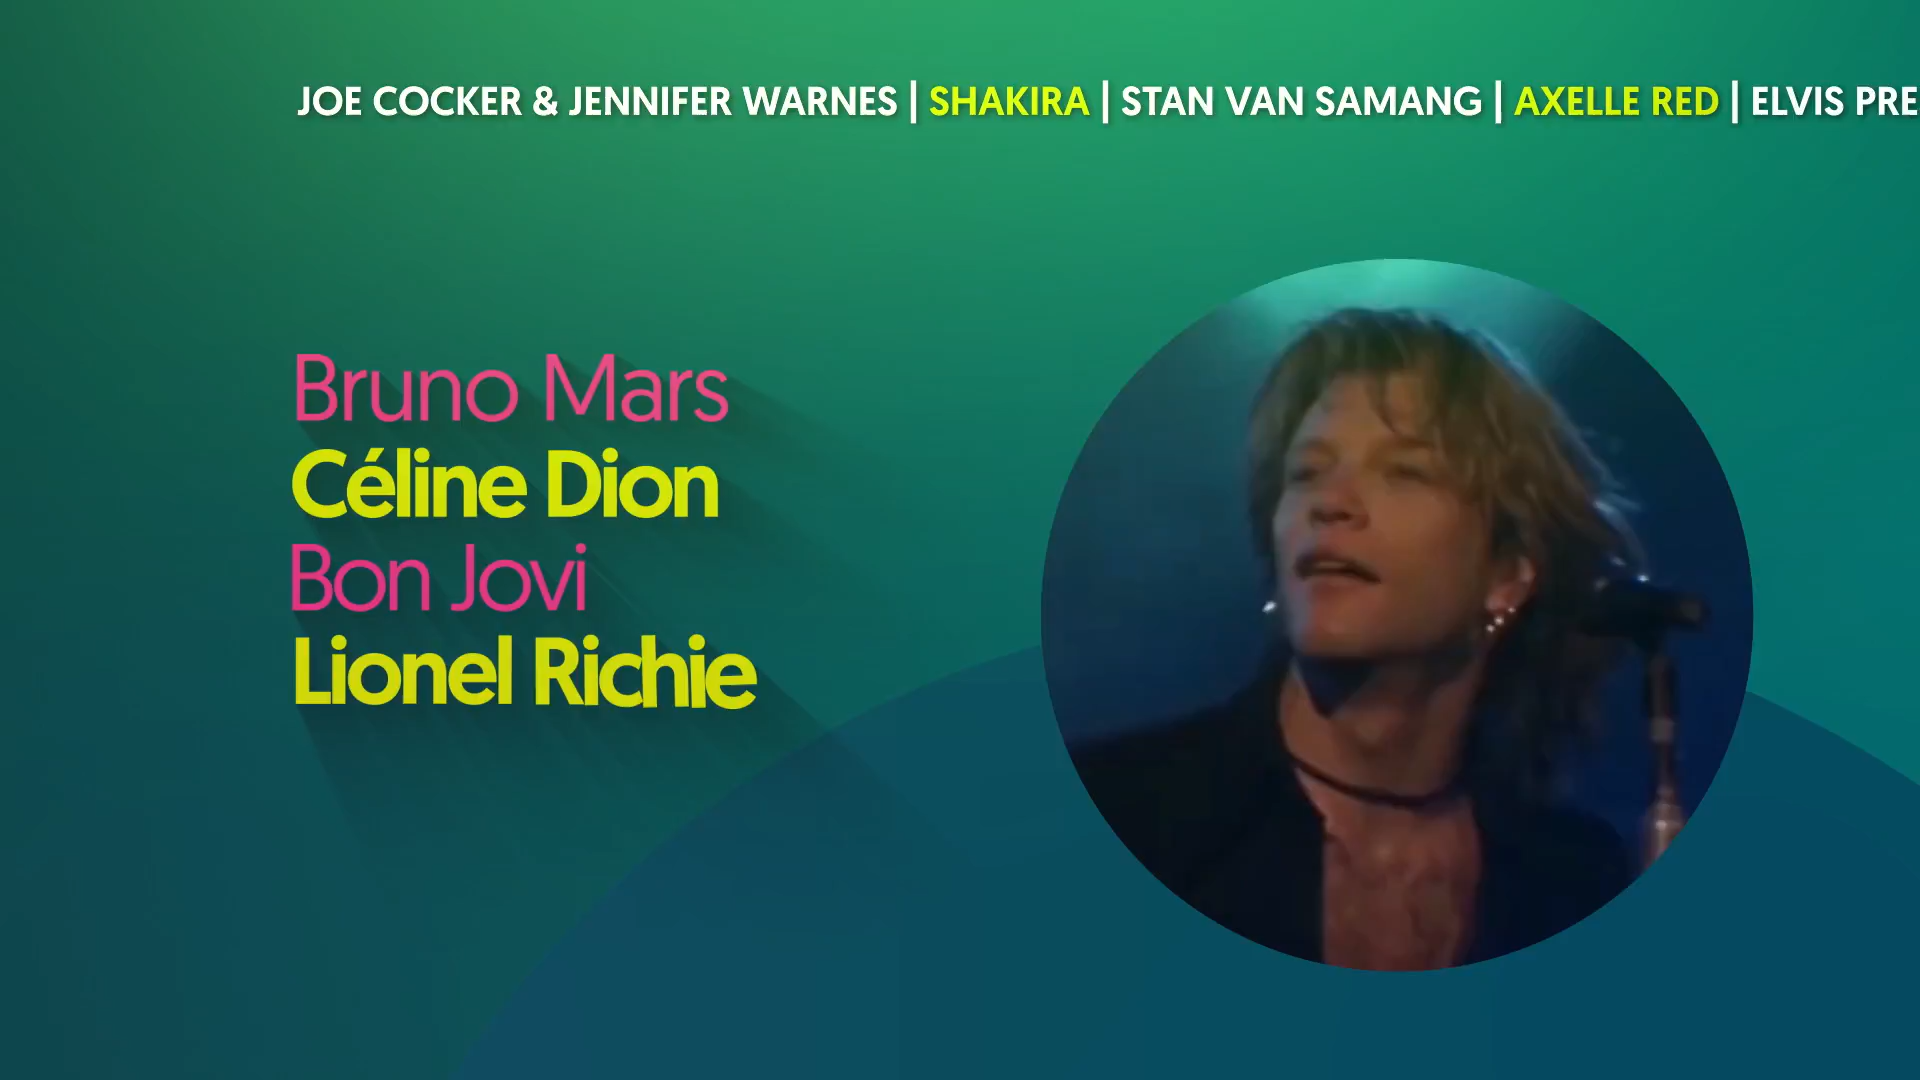 JOE COCKER & JENNIFER WARNES | SHAKIRA | STAN VAN SAMANG | AXELLE RED | ELVIS PRE
Bruno Mars
Céline Dion
Bon Jovi
Lionel Richie